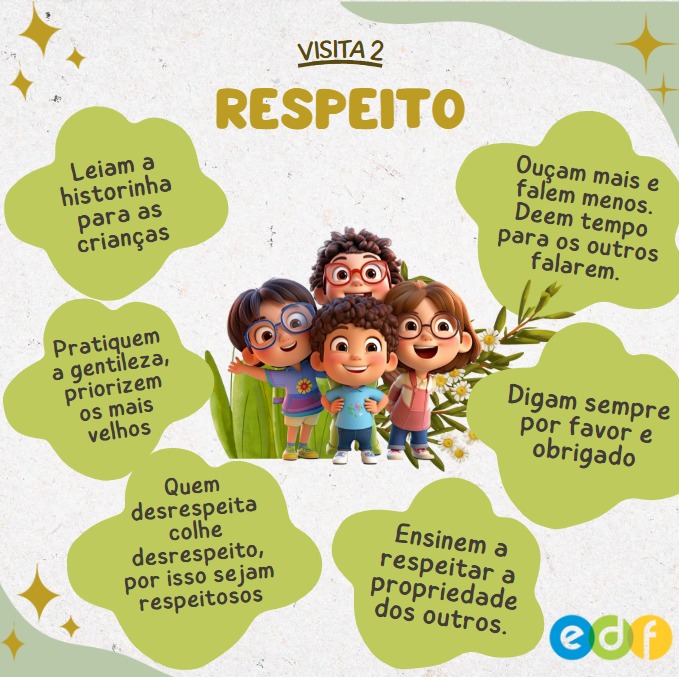 VISITA 2
RESPEITO
Leiam a
historinha
para as
crianças
Ouçam mais e
falem menos.
Deem tempo
para os outros
falarem.
Pratiquem
a gentileza,
priorizem
os mais
velhos
Digam sempre
por favor e
obrigado
Quem
desrespeita
colhe
desrespeito,
por isso sejam
respeitosos
Ensinem a
respeitar a
propriedade
dos outros.
edf